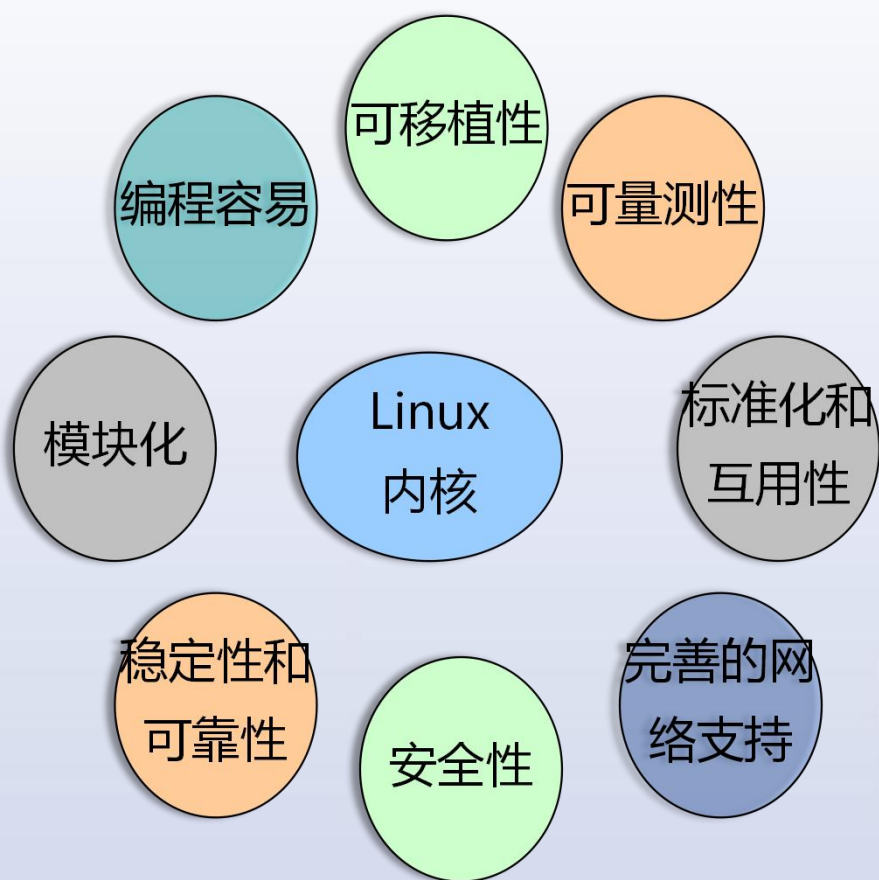 可移植性
编程容易
可量测性
模块化
Linux
内核
标准化和
互用性
稳定性和
可靠性
安全性
完善的网
络支持